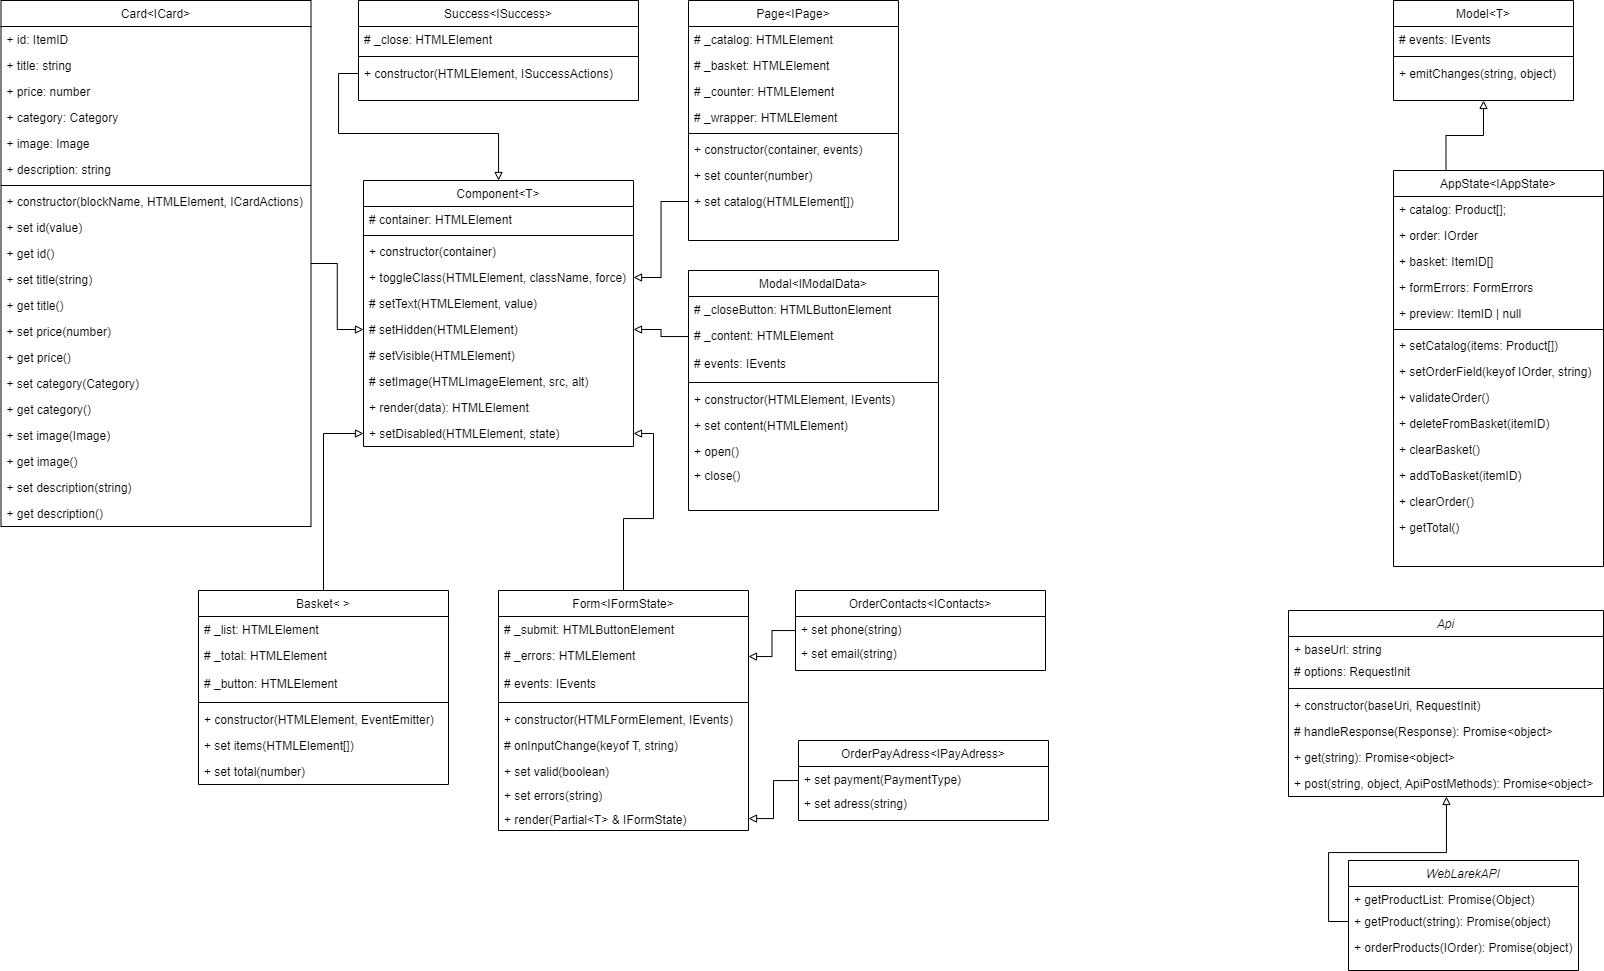 Card<ICard>
+ id: ItemID
+ title: string
+ price: number
+ category: Category
+ image: Image
+ description: string
+ constructor(blockName, HTMLElement, ICardActions)
+ set id(value)
+ get id()
+ set title(string)
+ get title()
+ set price(number)
+ get price()
+ set category(Category)
+ get category()
+ set image(Image)
+ get image()
+ set description(string)
+ get description()
Success<ISuccess>
# _close: HTMLElement
+ constructor(HTMLElement, ISuccessActions)
Page<IPage>
# _catalog: HTMLElement
# _basket: HTMLElement
# _counter: HTMLElement
# _wrapper: HTMLElement
+ constructor(container, events)
+ set counter(number)
+ set catalog(HTMLElement[])
Component<T>
# container: HTMLElement
+ constructor(container)
+ toggleClass(HTMLElement, className, force)
# setText(HTMLElement, value)
# setHidden(HTMLElement)
# setVisible(HTMLElement)
# setImage(HTMLImageElement, src, alt)
+ render(data): HTMLElement
+ setDisabled(HTMLElement, state)
Modal<IModalData>
# _closeButton: HTMLButtonElement
# _content: HTMLElement
# events: IEvents
+ constructor(HTMLElement, IEvents)
+ set content(HTMLElement)
+ open()
+ close()
Basket< >
# _list: HTMLElement
# _total: HTMLElement
# _button: HTMLElement
+ constructor(HTMLElement, EventEmitter)
+ set items(HTMLElement[])
+ set total(number)
Form<IFormState>
# _submit: HTMLButtonElement
# _errors: HTMLElement
# events: IEvents
+ constructor(HTMLFormElement, IEvents)
# onInputChange(keyof T, string)
+ set valid(boolean)
+ set errors(string)
+ render(Partial<T> & IFormState)
OrderContacts<IContacts>
+ set phone(string)
+ set email(string)
OrderPayAdress<IPayAdress>
+ set payment(PaymentType)
+ set adress(string)
Model<T>
# events: IEvents
+ emitChanges(string, object)
AppState<IAppState>
+ catalog: Product[];
+ order: IOrder
+ basket: ItemID[]
+ formErrors: FormErrors
+ preview: ItemID | null
+ setCatalog(items: Product[])
+ setOrderField(keyof IOrder, string)
+ validateOrder()
+ deleteFromBasket(itemID)
+ clearBasket()
+ addToBasket(itemID)
+ clearOrder()
+ getTotal()
Api
+ baseUrl: string
# options: RequestInit
+ constructor(baseUri, RequestInit)
# handleResponse(Response): Promise<object>
+ get(string): Promise<object>
+ post(string, object, ApiPostMethods): Promise<object>
WebLarekAPI
+ getProductList: Promise(Object)
+ getProduct(string): Promise(object)
+ orderProducts(IOrder): Promise(object)